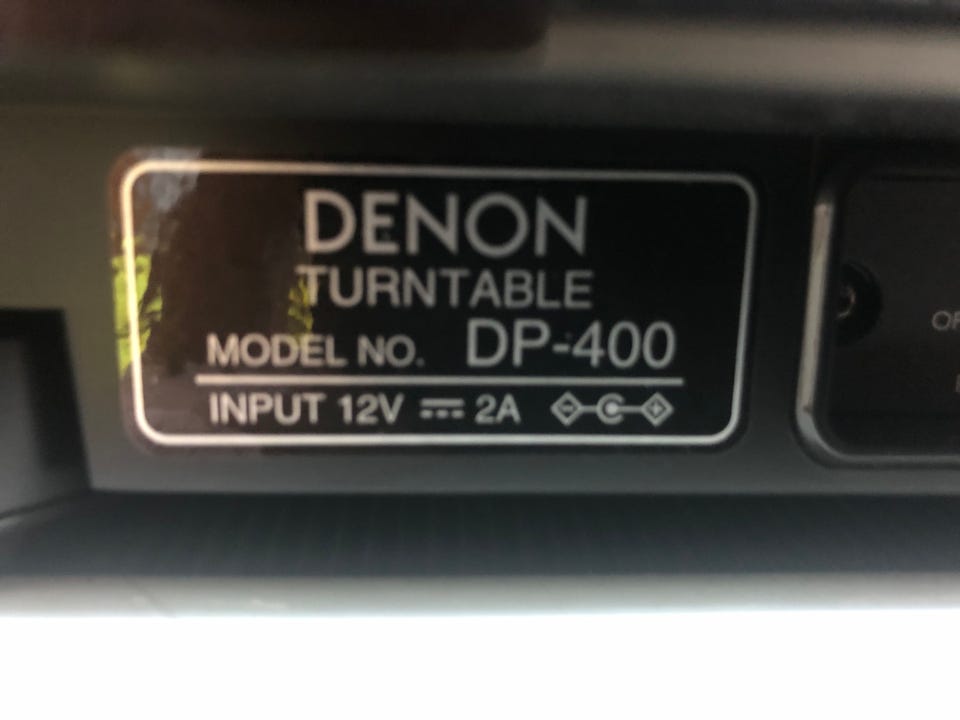 DENON
TURNTABLE
MODEL NO. DP-400
INPUT 12V ⎓ 2A